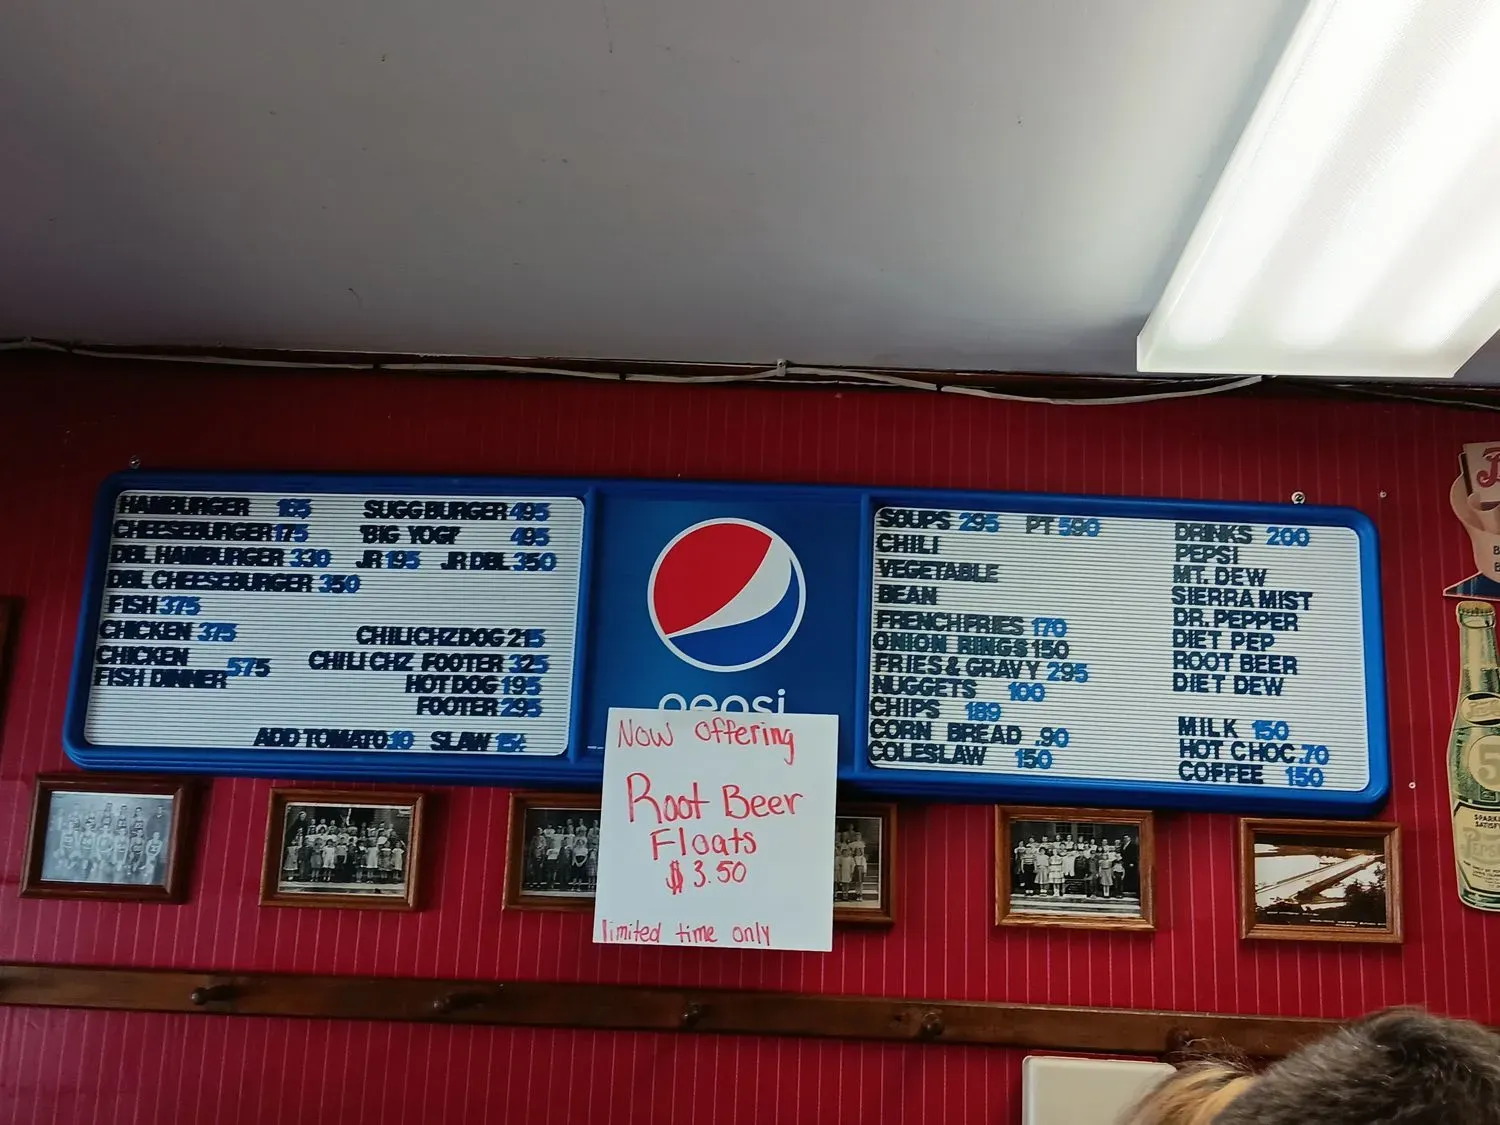 HAMBURGER 165
CHEESEBURGER 175
DBL HAMBURGER 330
DBL CHEESEBURGER 350
FISH 375
CHICKEN 375
CHICKEN
FISH DINNER 575
SUGG BURGER 495
"BIG YOGI" 495
JR 195 JR DBL 350
CHILI CHZ DOG 215
CHILI CHZ FOOTER 325
HOT DOG 195
FOOTER 295
ADD TOMATO 10 SLAW 15¢
pepsi
Now Offering
Root Beer
Floats
$3.50
limited time only
SOUPS 295 PT 590
CHILI
VEGETABLE
BEAN
FRENCH FRIES 170
ONION RINGS 150
FRIES & GRAVY 295
NUGGETS 100
CHIPS 189
CORN BREAD .90
COLESLAW 150
DRINKS 200
PEPSI
MT. DEW
SIERRA MIST
DR. PEPPER
DIET PEP
ROOT BEER
DIET DEW
MILK 150
HOT CHOC .70
COFFEE 150
5